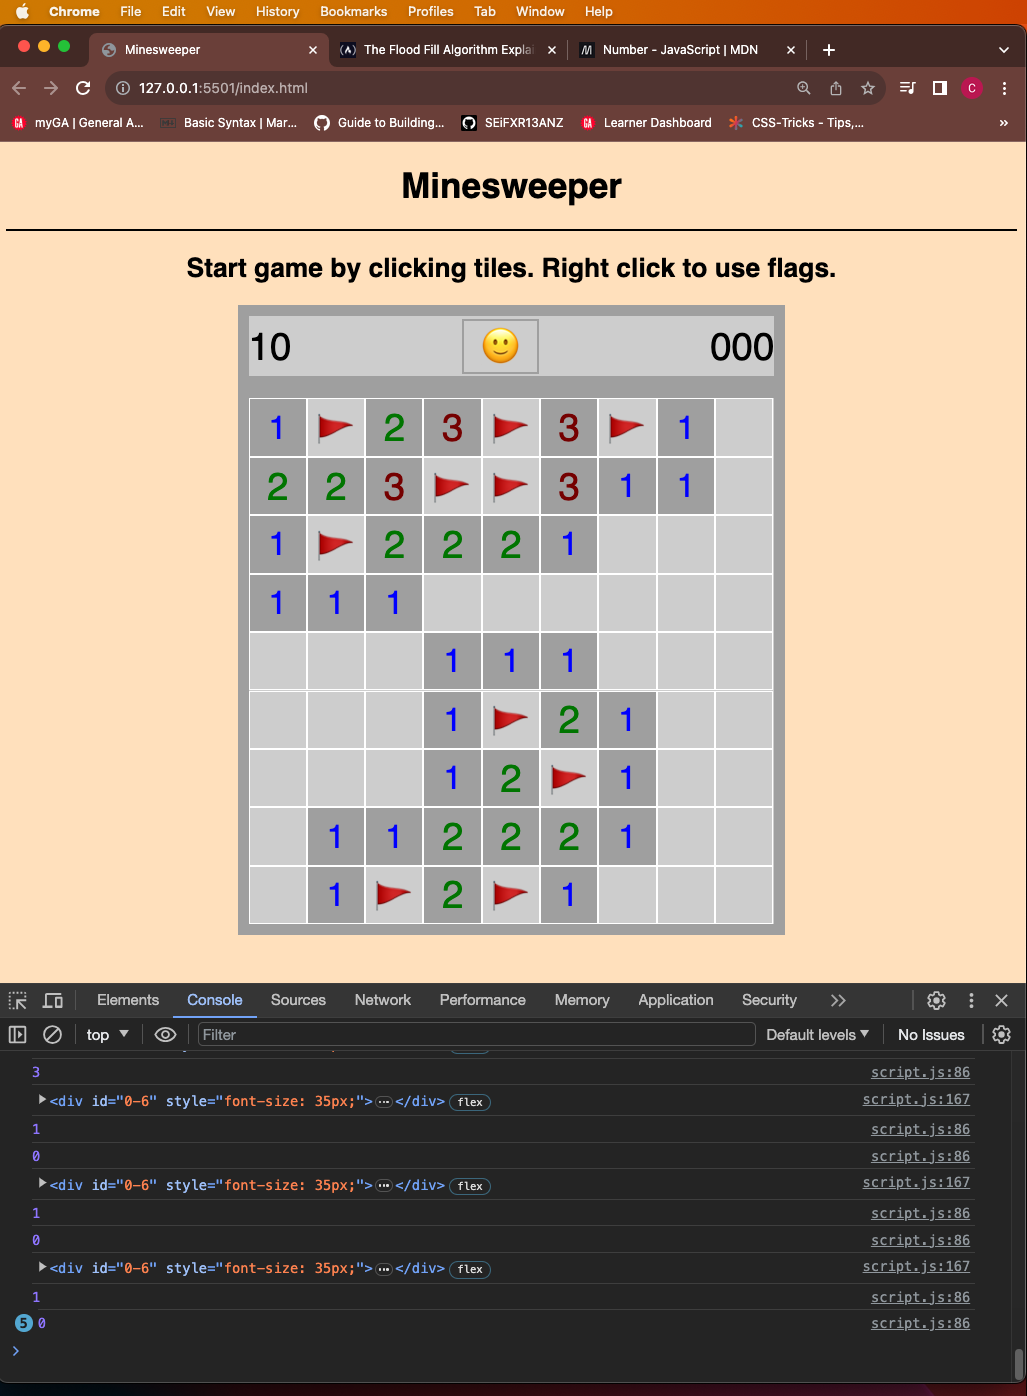 Chrome File Edit View History Bookmarks Profiles Tab Window Help
Minesweeper The Flood Fill Algorithm Explai Number - JavaScript | MDN
127.0.0.1:5501/index.html C
GA myGA | General A... Basic Syntax | Mar... Guide to Building... SEiFXR13ANZ GA Learner Dashboard CSS-Tricks - Tips,... »
Minesweeper
Start game by clicking tiles. Right click to use flags.
10 000
1 2 3 3 1
2 2 3 3 1 1
1 2 2 2 1
1 1 1
1 1 1
1 2 1
1 2 1
1 1 2 2 2 1
1 2 1
Elements Console Sources Network Performance Memory Application Security
top Filter Default levels No Issues
3 script.js:86
<div id="0-6" style="font-size: 35px;">…</div> flex script.js:167
1 script.js:86
0 script.js:86
<div id="0-6" style="font-size: 35px;">…</div> flex script.js:167
1 script.js:86
0 script.js:86
<div id="0-6" style="font-size: 35px;">…</div> flex script.js:167
1 script.js:86
5 0 script.js:86